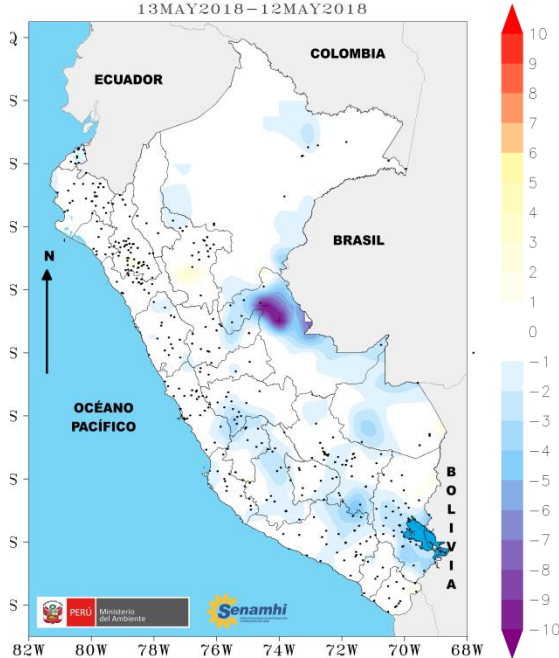 13MAY2018-12MAY2018
COLOMBIA
ECUADOR
BRASIL
N
OCÉANO
PACÍFICO
BOLIVIA
S
S
S
S
S
S
S
S
S
PERÚ Ministerio
del Ambiente
Senamhi
82W 80W 78W 76W 74W 72W 70W 68W
10
9
8
7
6
5
4
3
2
1
0
-1
-2
-3
-4
-5
-6
-7
-8
-9
-10